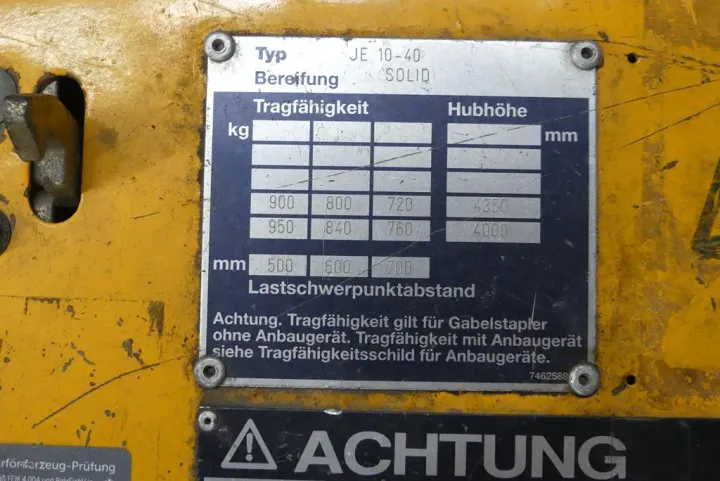 Typ JE 10-40
Bereifung SOLID
Tragfähigkeit Hubhöhe
kg mm
900 800 720 4350
950 840 760 4000
mm 500 600 700
Lastschwerpunktabstand
Achtung. Tragfähigkeit gilt für Gabelstapler
ohne Anbaugerät. Tragfähigkeit mit Anbaugerät
siehe Tragfähigkeitsschild für Anbaugeräte.
ACHTUNG